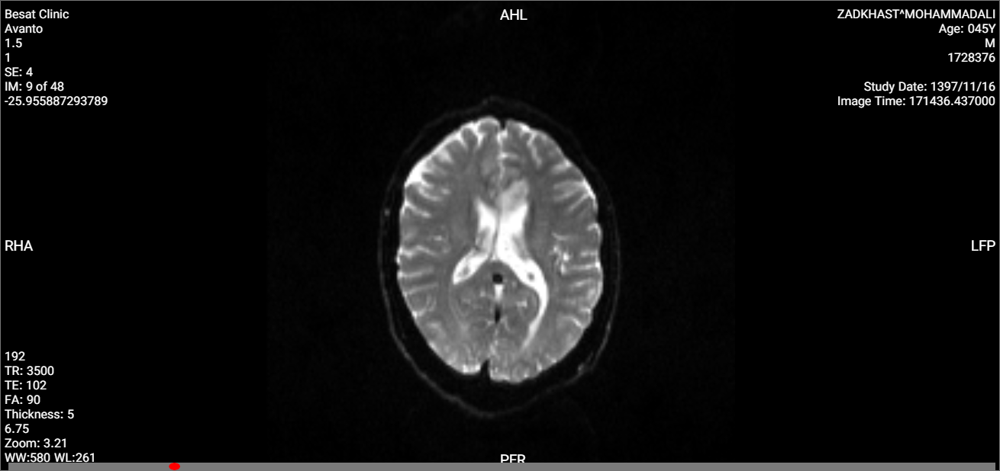 Besat Clinic
Avanto
1.5
1
SE: 4
IM: 9 of 48
-25.955887293789
AHL
ZADKHAST^MOHAMMADALI
Age: 045Y
M
1728376
Study Date: 1397/11/16
Image Time: 171436.437000
RHA
LFP
192
TR: 3500
TE: 102
FA: 90
Thickness: 5
6.75
Zoom: 3.21
WW:580 WL:261
PFR